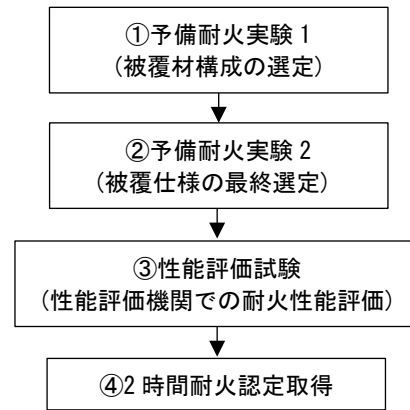 ①予備耐火実験 1
(被覆材構成の選定)
②予備耐火実験 2
(被覆仕様の最終選定)
③性能評価試験
(性能評価機関での耐火性能評価)
④2 時間耐火認定取得